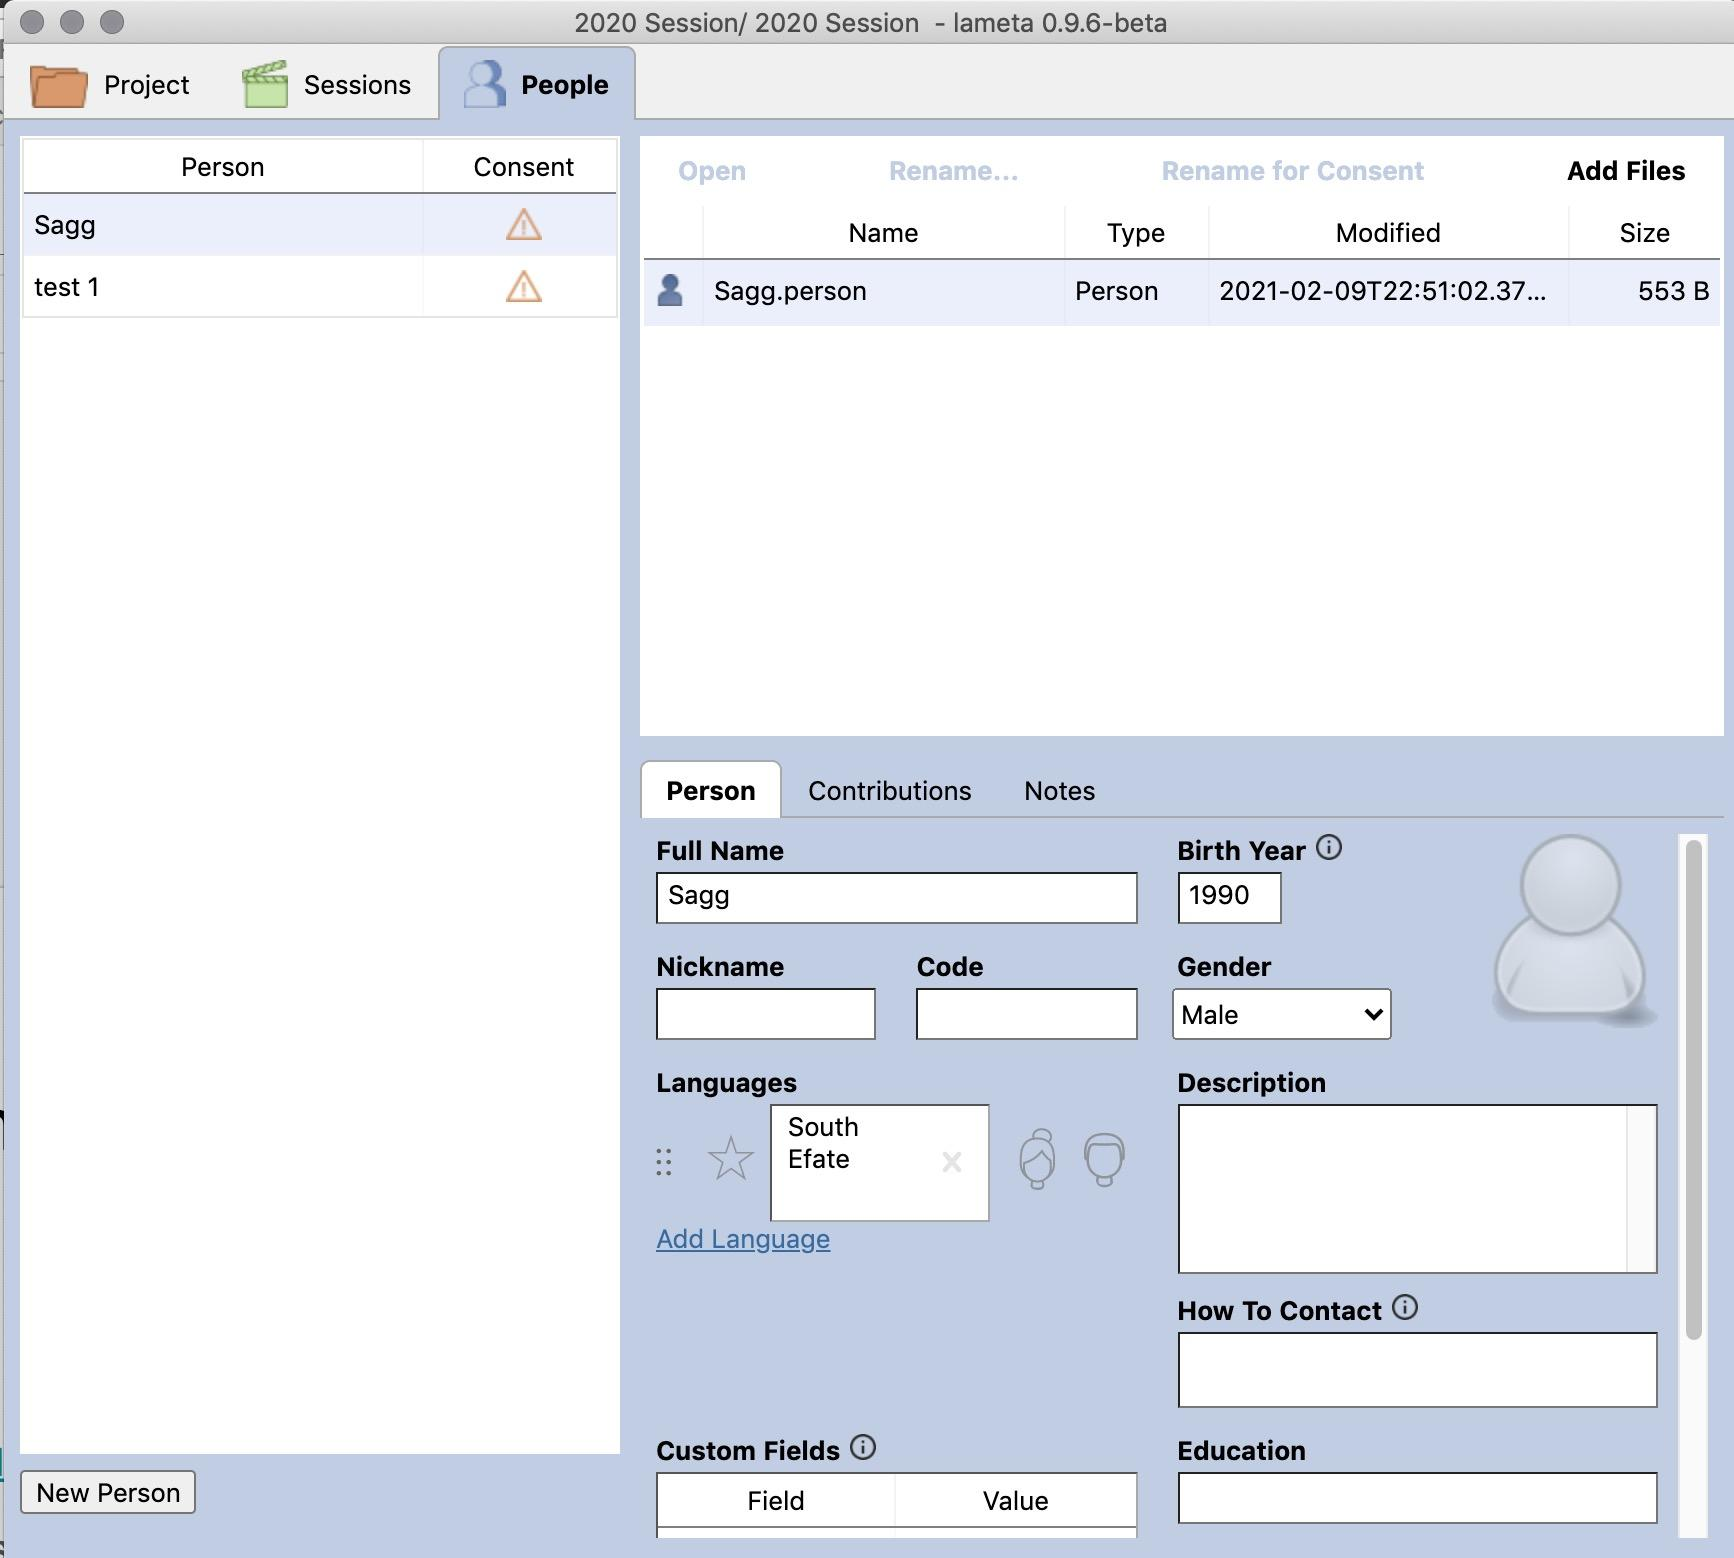 2020 Session/ 2020 Session - lameta 0.9.6-beta
Project Sessions People
Person Consent
Sagg
test 1
New Person
Open Rename... Rename for Consent Add Files
Name Type Modified Size
Sagg.person Person 2021-02-09T22:51:02.37... 553 B
Person Contributions Notes
Full Name Birth Year
Sagg 1990
Nickname Code Gender
Male
Languages Description
South
Efate
Add Language
How To Contact
Custom Fields Education
Field Value